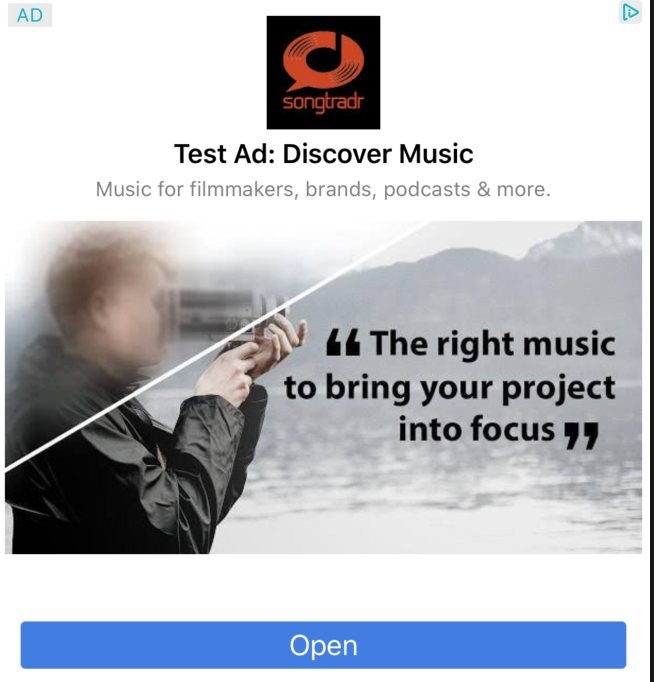 AD
songtradr
Test Ad: Discover Music
Music for filmmakers, brands, podcasts & more.
“ The right music
to bring your project
into focus ”
Open